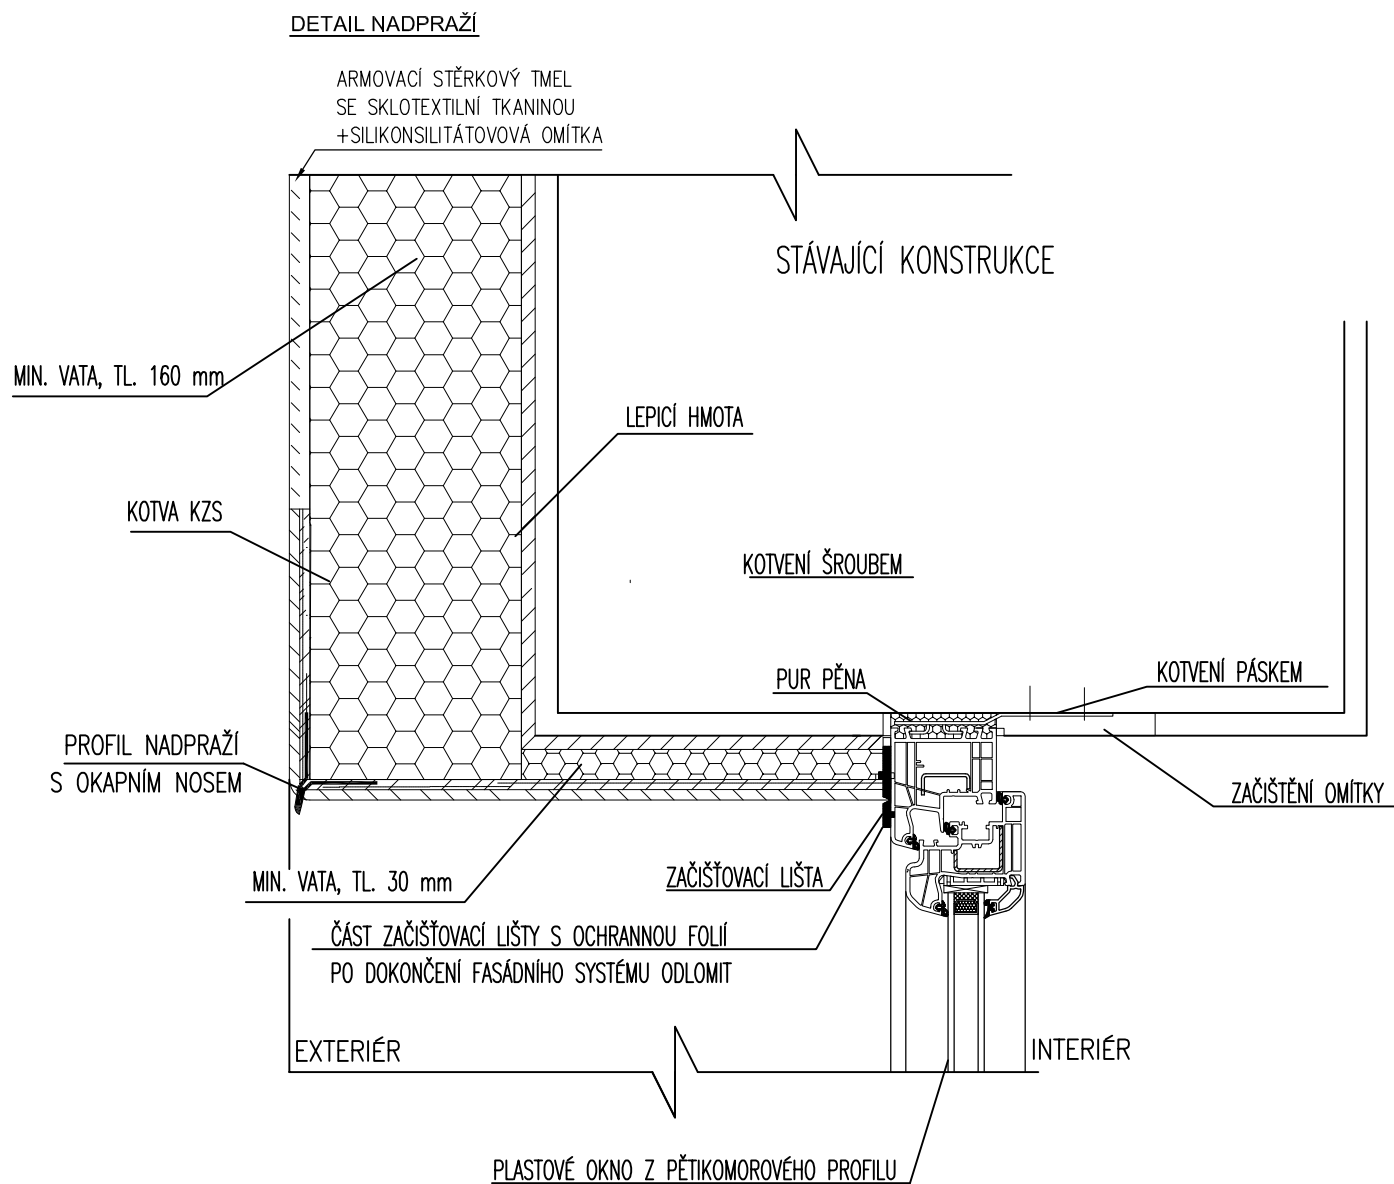 DETAIL NADPRAŽÍ
ARMOVACÍ STĚRKOVÝ TMEL
SE SKLOTEXTILNÍ TKANINOU
+SILIKONSILITÁTOVOVÁ OMÍTKA
STÁVAJÍCÍ KONSTRUKCE
MIN. VATA, TL. 160 mm
LEPICÍ HMOTA
KOTVA KZS
KOTVENÍ ŠROUBEM
PUR PĚNA
KOTVENÍ PÁSKEM
PROFIL NADPRAŽÍ
S OKAPNÍM NOSEM
ZAČIŠTĚNÍ OMÍTKY
MIN. VATA, TL. 30 mm
ZAČIŠŤOVACÍ LIŠTA
ČÁST ZAČIŠŤOVACÍ LIŠTY S OCHRANNOU FOLIÍ
PO DOKONČENÍ FASÁDNÍHO SYSTÉMU ODLOMIT
EXTERIÉR
INTERIÉR
PLASTOVÉ OKNO Z PĚTIKOMOROVÉHO PROFILU